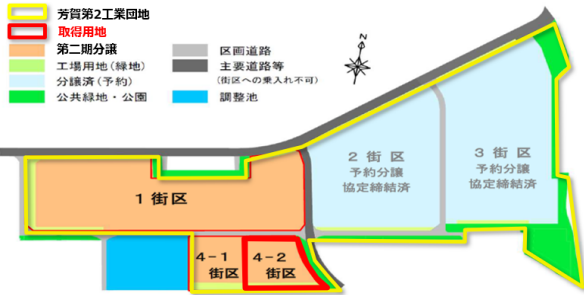 芳賀第2工業団地
取得用地
第二期分譲
工場用地(緑地)
分譲済(予約)
公共緑地・公園
区画道路
主要道路等
(街区への乗入れ不可)
調整池
N
1街区
2街区
予約分譲
協定締結済
3街区
予約分譲
協定締結済
4-1
街区
4-2
街区